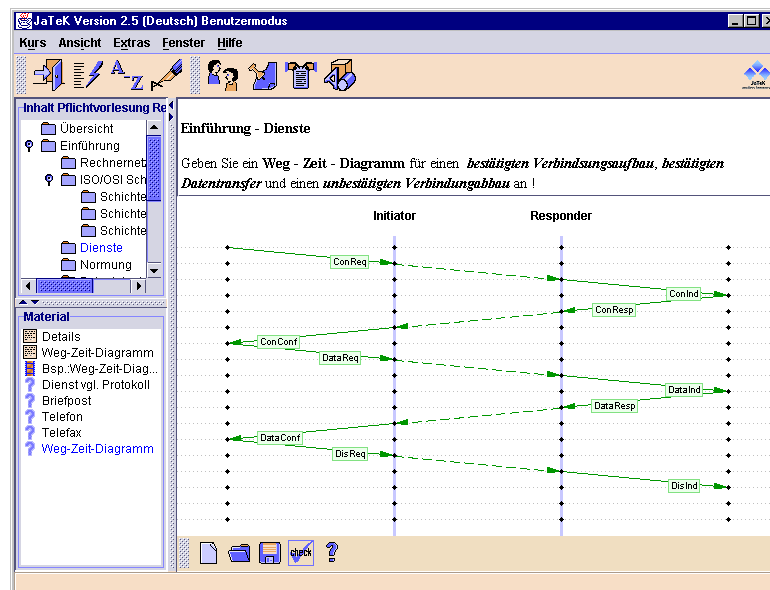 JaTeK Version 2.5 (Deutsch) Benutzermodus
Kurs Ansicht Extras Fenster Hilfe
A-Z
JaTeK
Inhalt Pflichtvorlesung Re
Übersicht
Einführung
Rechnernetz
ISO/OSI Sch
Schichte
Schichte
Schichte
Dienste
Normung
Einführung - Dienste
Geben Sie ein Weg - Zeit - Diagramm für einen bestätigten Verbindsungsaufbau, bestätigten
Datentransfer und einen unbestätigten Verbindungabbau an !
Initiator Responder
ConReq
ConInd
ConResp
ConConf
DataReq
DataInd
DataResp
DataConf
DisReq
DisInd
Material
Details
Weg-Zeit-Diagramm
Bsp.:Weg-Zeit-Diag...
Dienst vgl. Protokoll
Briefpost
Telefon
Telefax
Weg-Zeit-Diagramm
check